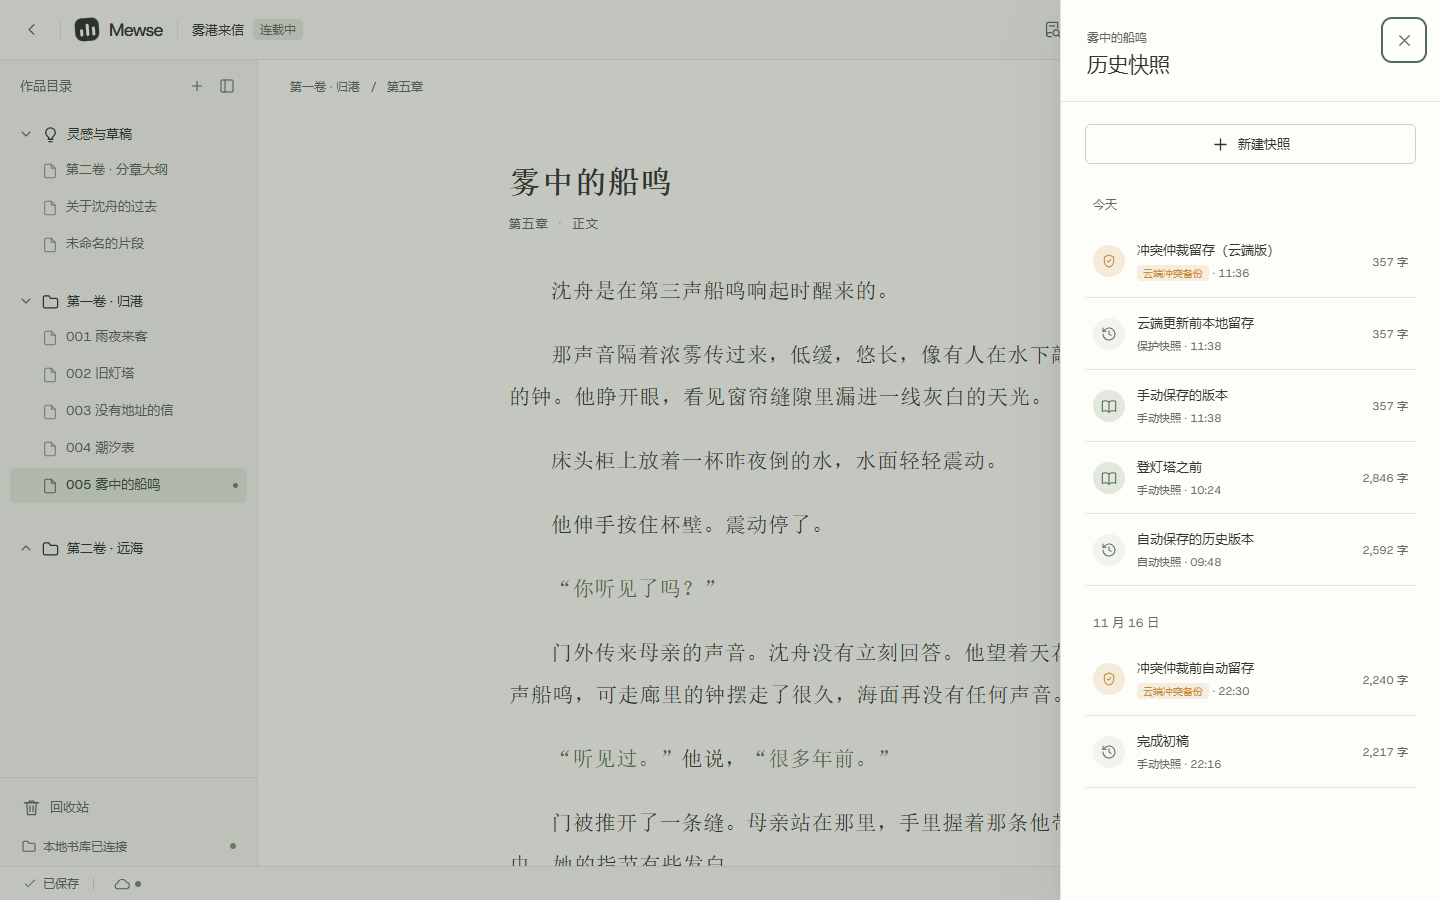 Mewse
雾港来信
连载中
作品目录
灵感与草稿
第二卷 · 分章大纲
关于沈舟的过去
未命名的片段
第一卷 · 归港
001 雨夜来客
002 旧灯塔
003 没有地址的信
004 潮汐表
005 雾中的船鸣
第二卷 · 远海
回收站
本地书库已连接
已保存
第一卷 · 归港 / 第五章
雾中的船鸣
第五章 · 正文
沈舟是在第三声船鸣响起时醒来的。
那声音隔着浓雾传过来，低缓，悠长，像有人在水下
的钟。他睁开眼，看见窗帘缝隙里漏进一线灰白的天光。
床头柜上放着一杯昨夜倒的水，水面轻轻震动。
他伸手按住杯壁。震动停了。
“你听见了吗？”
门外传来母亲的声音。沈舟没有立刻回答。他望着天
声船鸣，可走廊里的钟摆走了很久，海面再没有任何声音。
“听见过。”他说，“很多年前。”
门被推开了一条缝。母亲站在那里，手里握着那条他
她的指节有些发白
雾中的船鸣
历史快照
新建快照
今天
冲突仲裁留存（云端版）
云端冲突备份 · 11:36
357 字
云端更新前本地留存
保护快照 · 11:38
357 字
手动保存的版本
手动快照 · 11:38
357 字
登灯塔之前
手动快照 · 10:24
2,846 字
自动保存的历史版本
自动快照 · 09:48
2,592 字
11 月 16 日
冲突仲裁前自动留存
云端冲突备份 · 22:30
2,240 字
完成初稿
手动快照 · 22:16
2,217 字